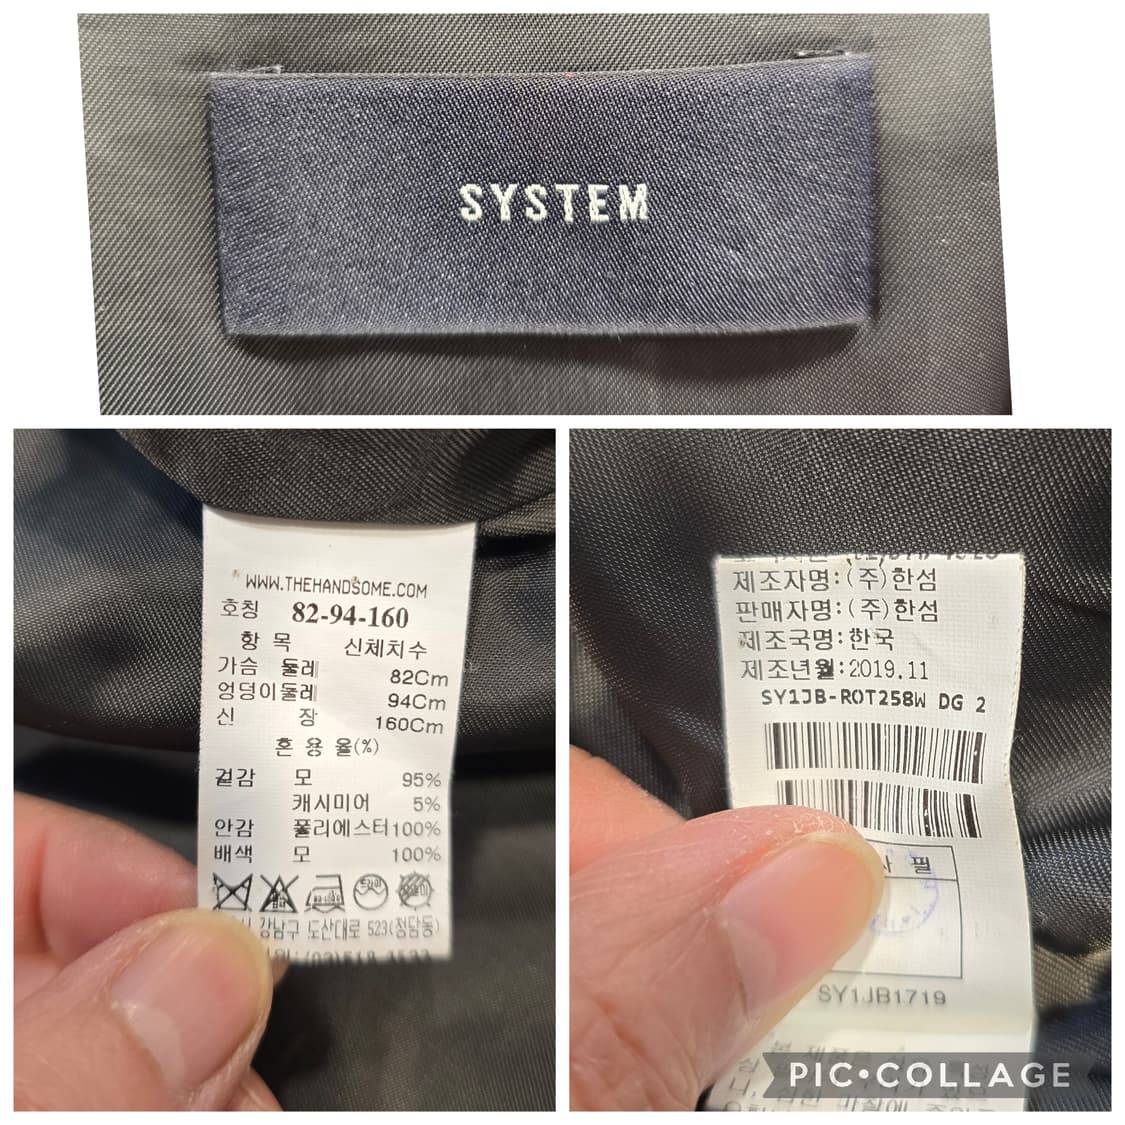 SYSTEM
WWW.THEHANDSOME.COM
호칭 82-94-160
항 목 신체치수
가슴 둘레 82Cm
엉덩이둘레 94Cm
신 장 160Cm
혼 용 율(%)
겉감 모 95%
캐시미어 5%
안감 폴리에스터100%
배색 모 100%
강남구 도산대로 523(청담동)
제조자명:(주)한섬
판매자명:(주)한섬
제조국명:한국
제조년월:2019.11
SY1JB-ROT258W DG 2
필
SY1JB1719
PIC•COLLAGE